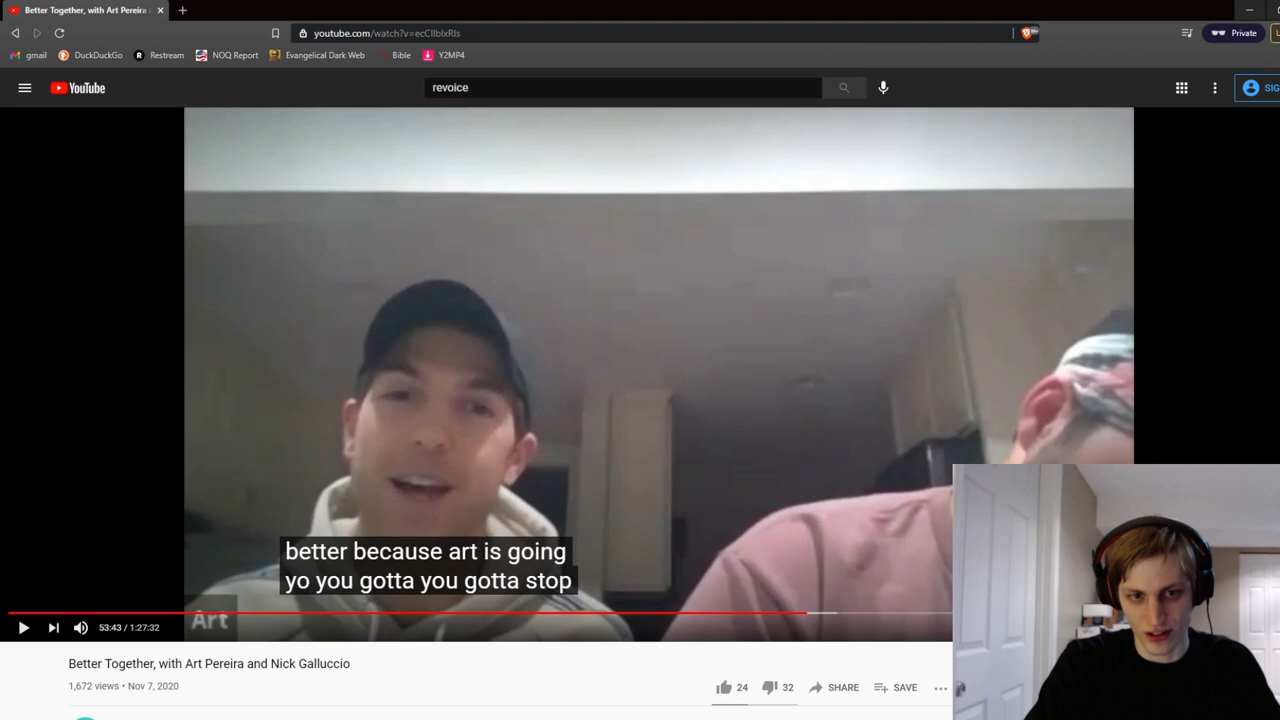 Better Together, with Art Pereira
youtube.com/watch?v=ecCIlbIxRIs
Private
gmail
DuckDuckGo
Restream
NOQ Report
Evangelical Dark Web
Bible
Y2MP4
YouTube
revoice
SIG
better because art is going
yo you gotta you gotta stop
Art
53:43 / 1:27:32
Better Together, with Art Pereira and Nick Galluccio
1,672 views • Nov 7, 2020
24
32
SHARE
SAVE